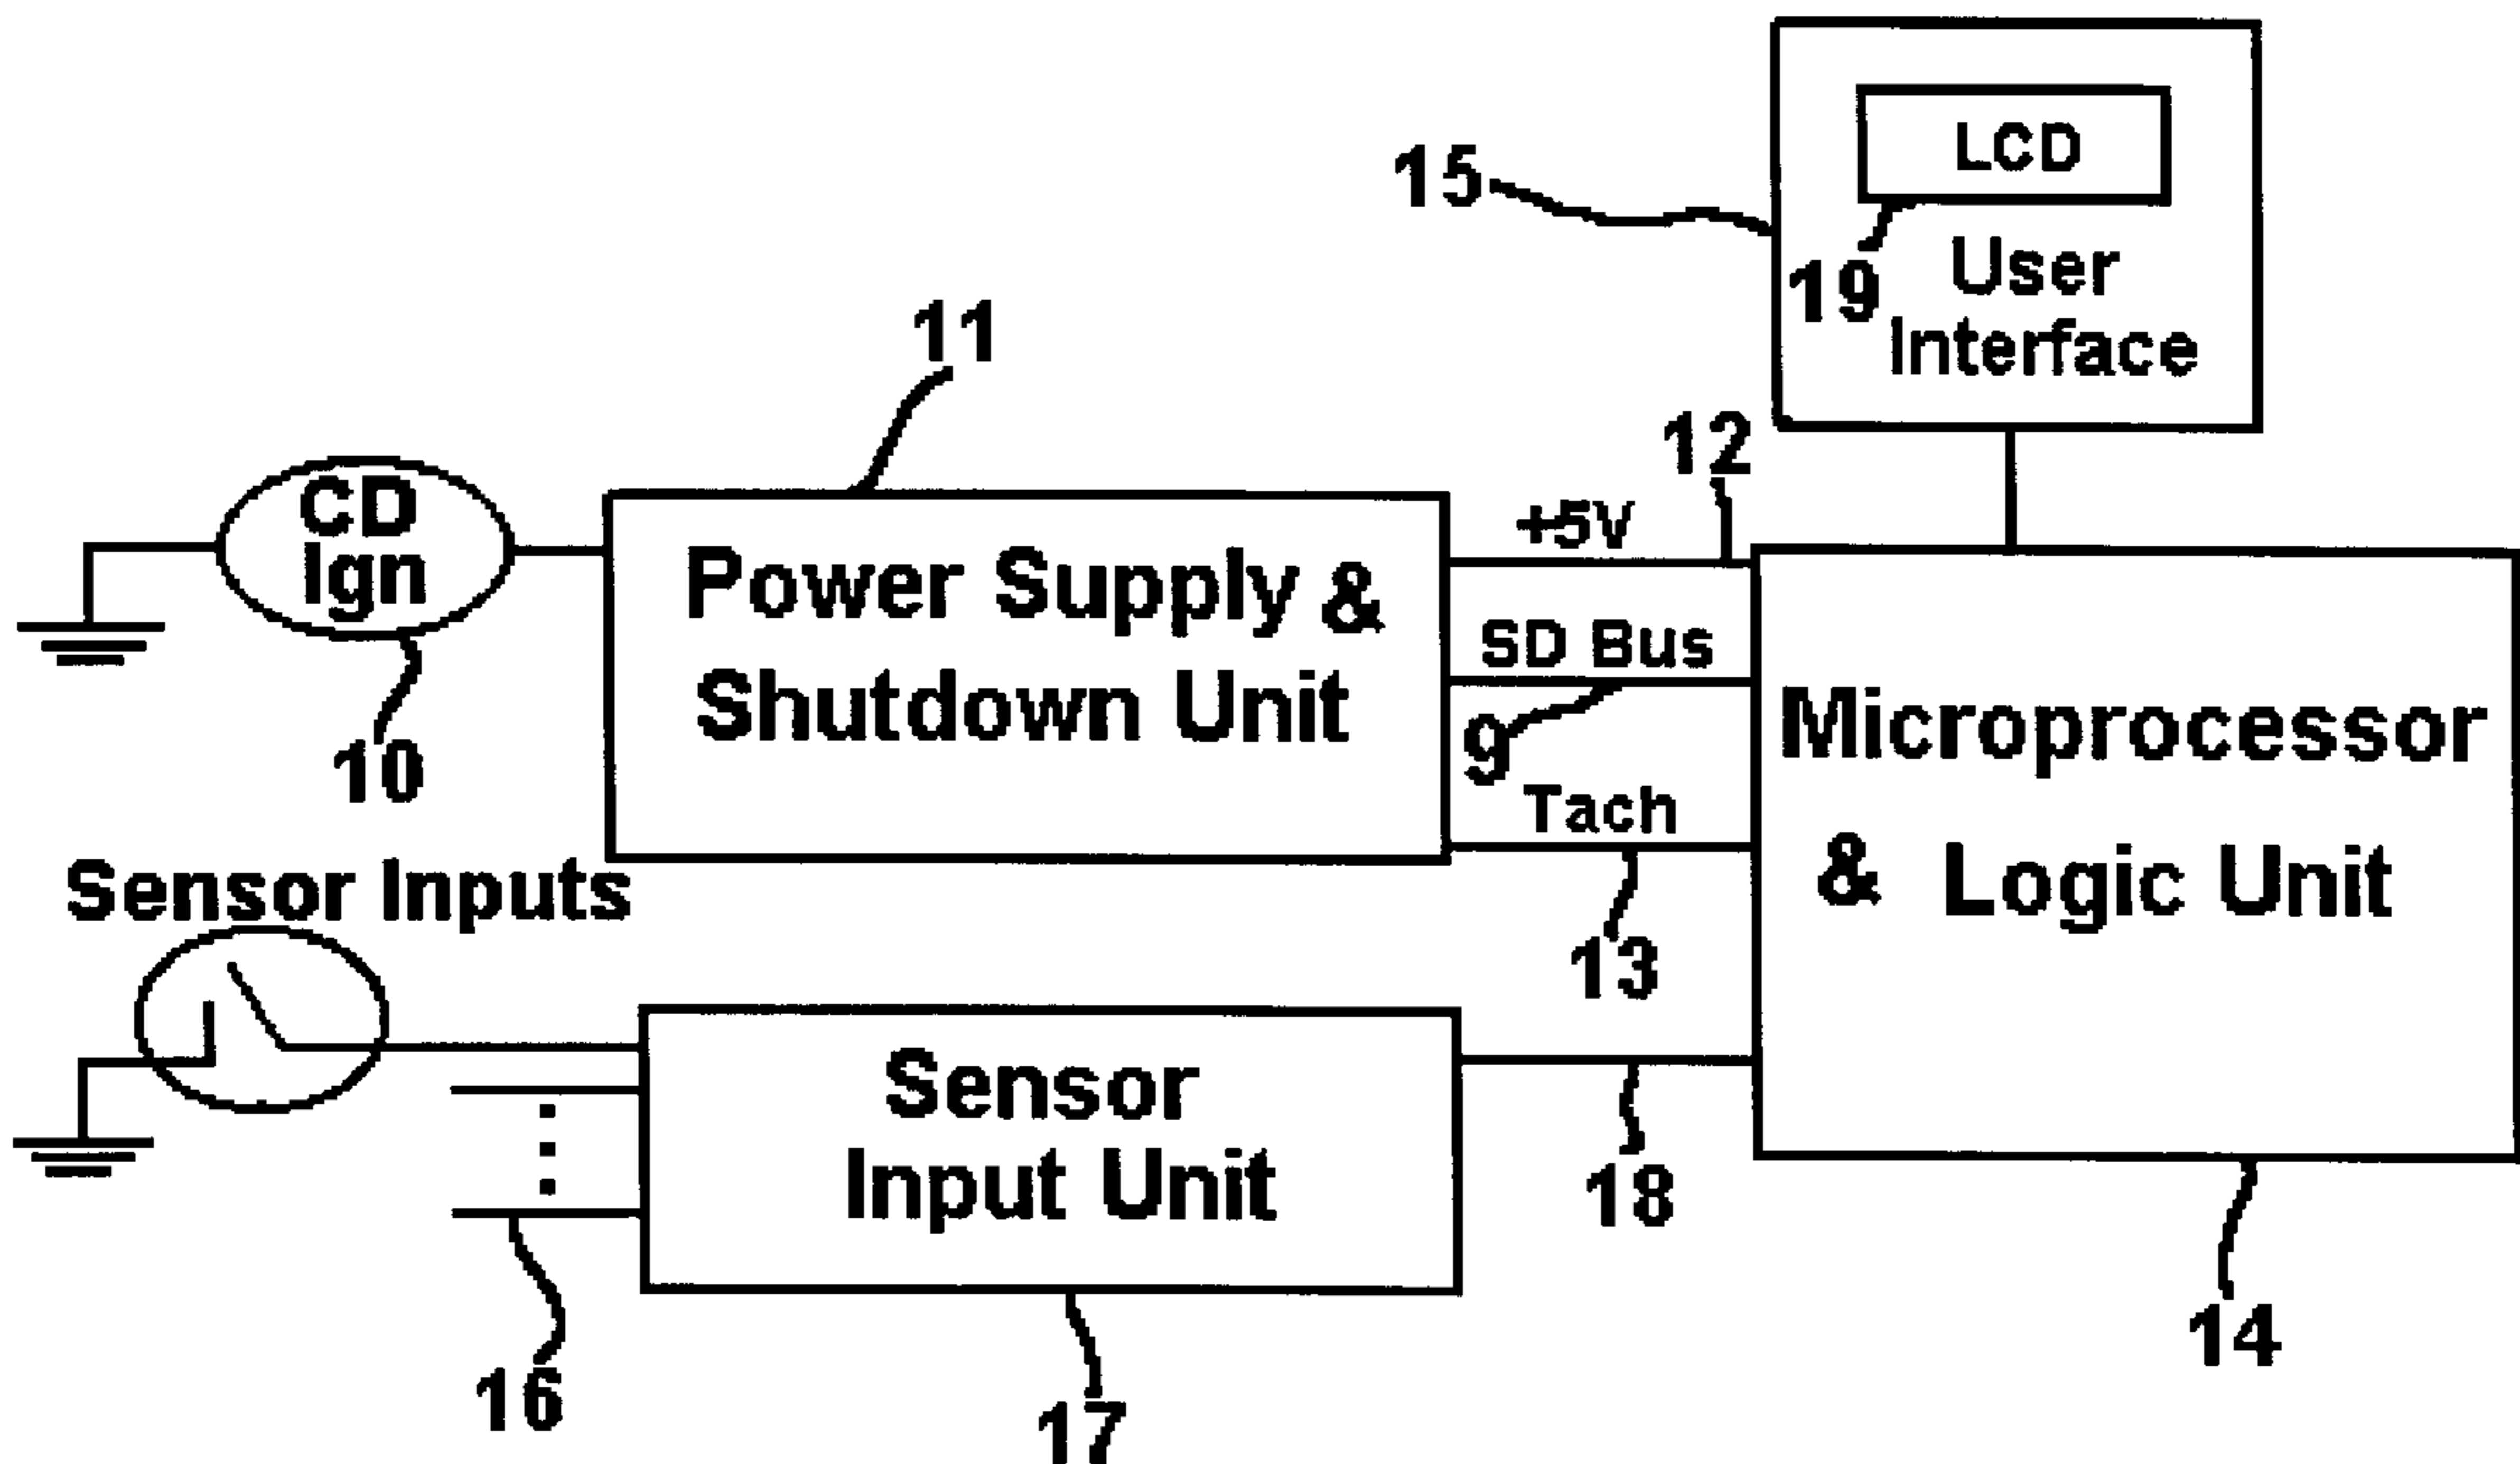 LCD
15
19
User
Interface
11
12
CD
Ign
+5v
Power Supply &
Shutdown Unit
SD Bus
9
10
Tach
Microprocessor
& Logic Unit
Sensor Inputs
13
Sensor
Input Unit
18
16
17
14